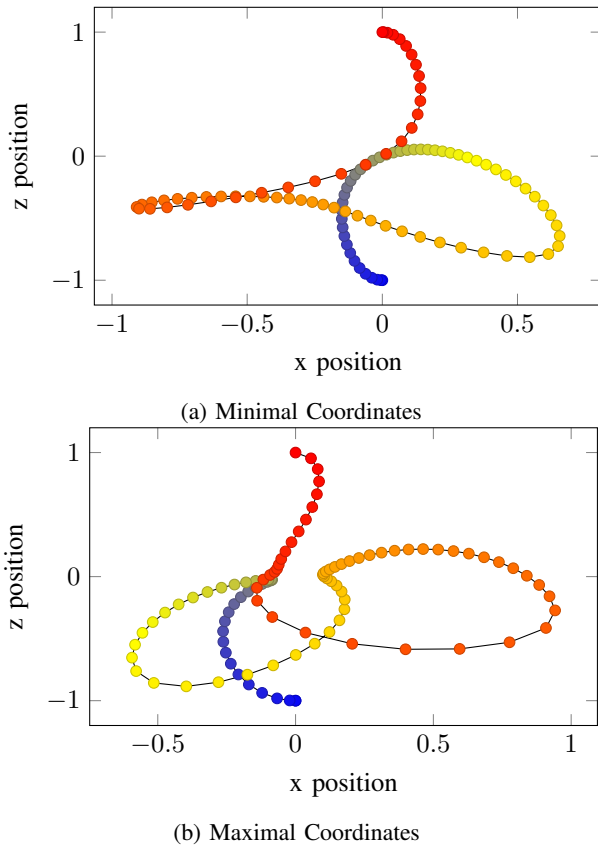 1
0
−1
z position
−1
−0.5
0
0.5
x position
(a) Minimal Coordinates
1
0
−1
z position
−0.5
0
0.5
1
x position
(b) Maximal Coordinates